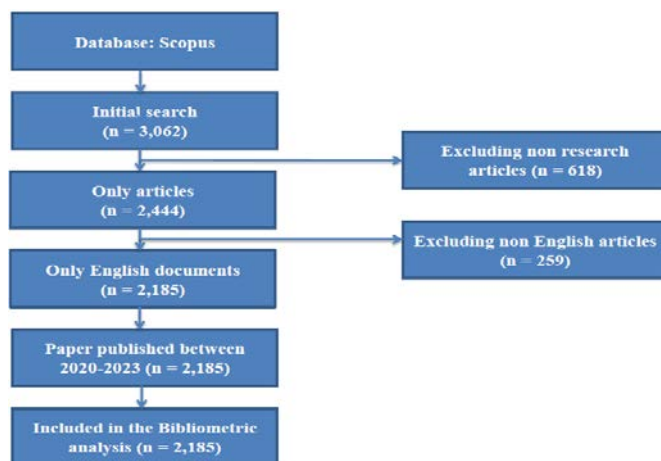 Database: Scopus
Initial search
(n = 3,062)
Excluding non research
articles (n = 618)
Only articles
(n = 2,444)
Excluding non English articles
(n = 259)
Only English documents
(n = 2,185)
Paper published between
2020-2023 (n = 2,185)
Included in the Bibliometric
analysis (n = 2,185)